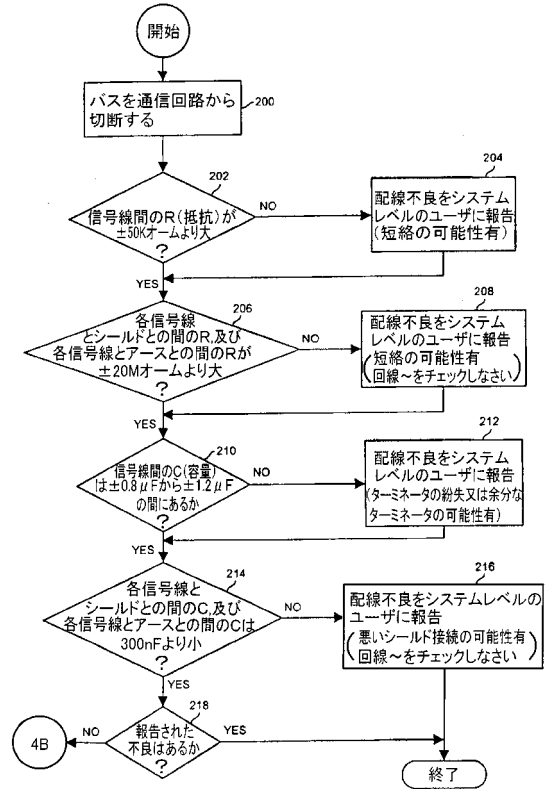 開始
バスを通信回路から
切断する
200
202
信号線間のR(抵抗)が
±50Kオームより大
?
NO
YES
204
配線不良をシステム
レベルのユーザに報告
(短絡の可能性有)
206
各信号線
とシールドとの間のR,及び
各信号線とアースとの間のRが
±20Mオームより大
?
NO
YES
208
配線不良をシステム
レベルのユーザに報告
(短絡の可能性有
回線~をチェックしなさい)
210
信号線間のC(容量)
は±0.8μFから±1.2μF
の間にあるか
?
NO
YES
212
配線不良をシステム
レベルのユーザに報告
(ターミネータの紛失又は余分な
ターミネータの可能性有)
214
各信号線と
シールドとの間のC,及び
各信号線とアースとの間のCは
300nFより小
?
NO
YES
216
配線不良をシステムレベルの
ユーザに報告
(悪いシールド接続の可能性有
回線~をチェックしなさい)
218
報告された
不良はあるか
?
NO
YES
4B
終了